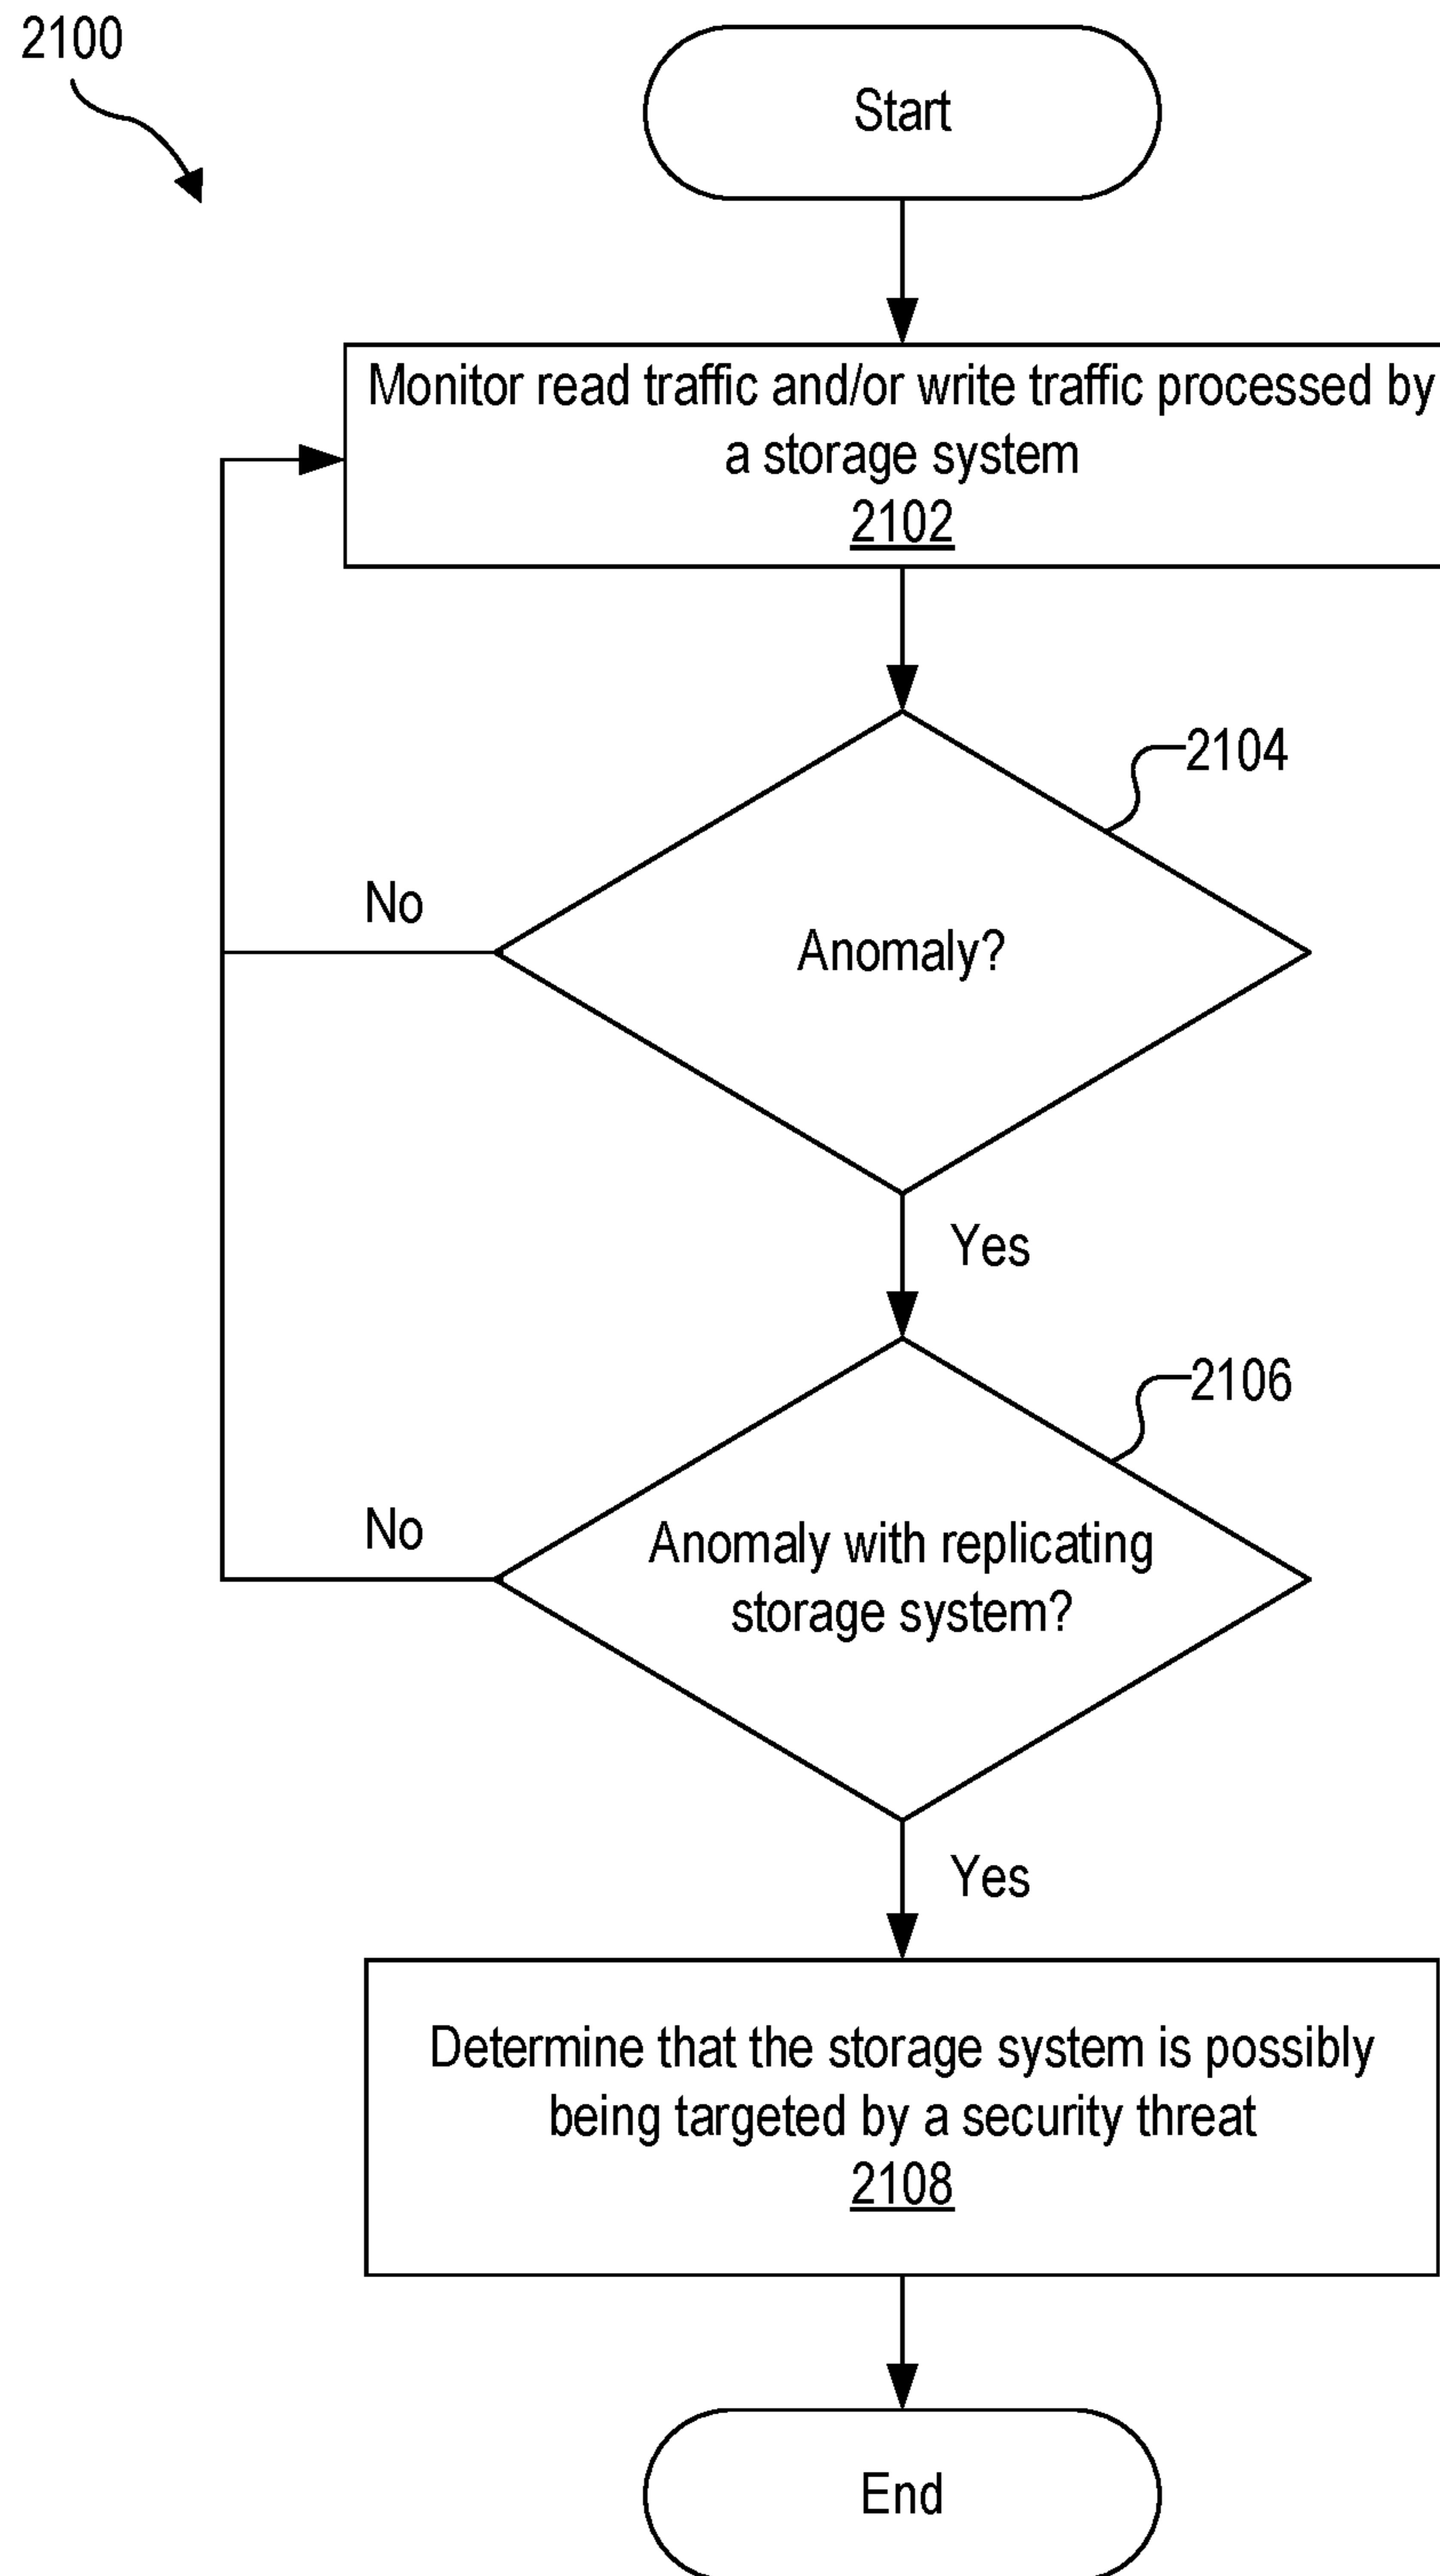 2100
Start
Monitor read traffic and/or write traffic processed by
a storage system
2102
2104
Anomaly?
No
Yes
2106
Anomaly with replicating
storage system?
No
Yes
Determine that the storage system is possibly
being targeted by a security threat
2108
End